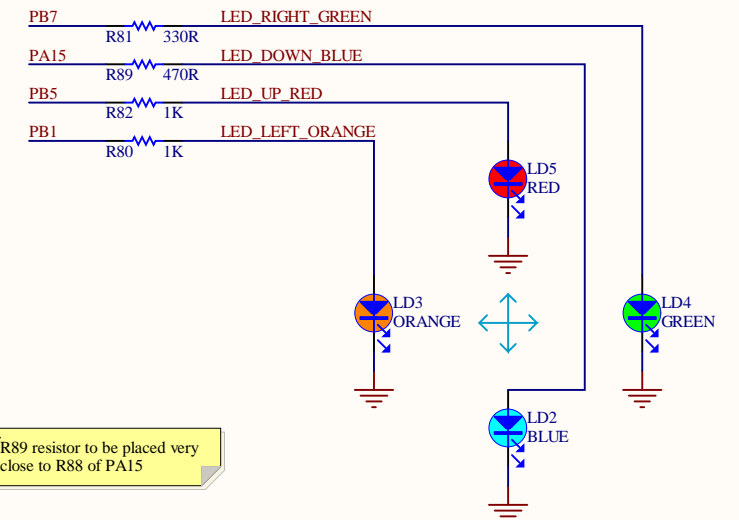 PB7
R81 330R
LED_RIGHT_GREEN
PA15
R89 470R
LED_DOWN_BLUE
PB5
R82 1K
LED_UP_RED
PB1
R80 1K
LED_LEFT_ORANGE
LD5
RED
LD3
ORANGE
LD4
GREEN
LD2
BLUE
R89 resistor to be placed very
close to R88 of PA15